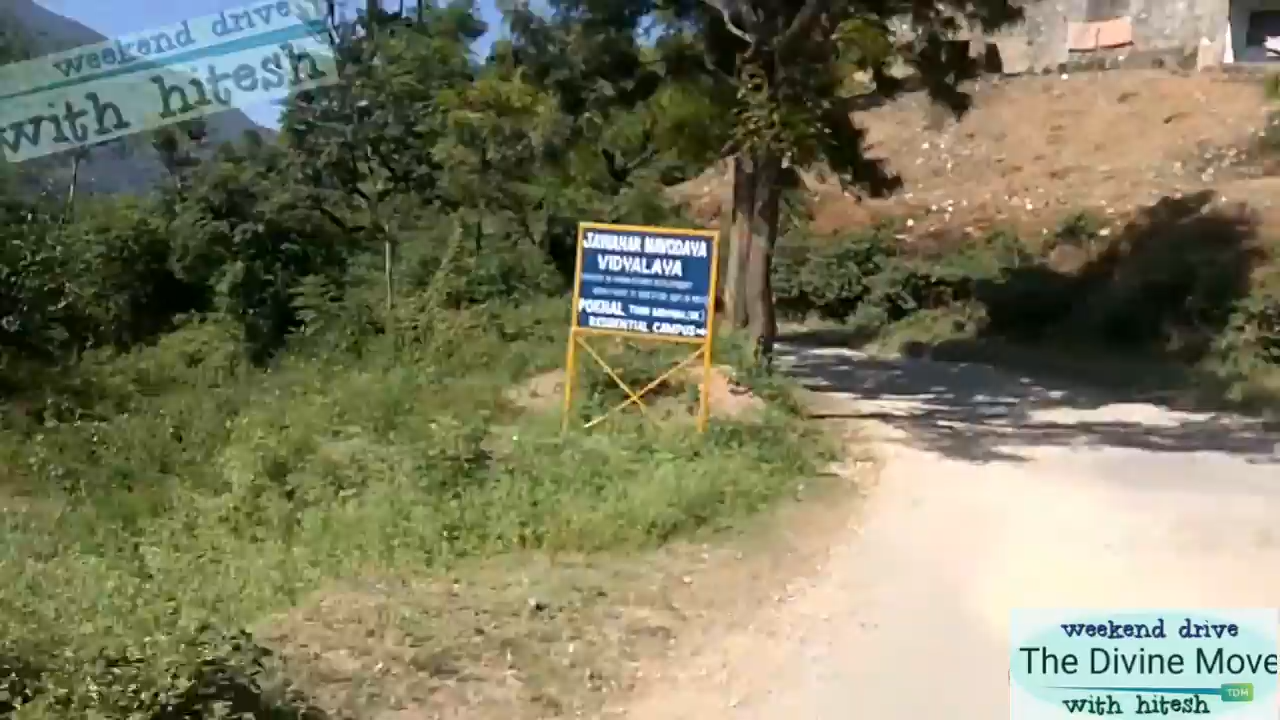 weekend drive
with hitesh
JAWAHAR NAVODAYA
VIDYALAYA
POKHAL
RESIDENTIAL CAMPUS
weekend drive
The Divine Move
TDM
with hitesh